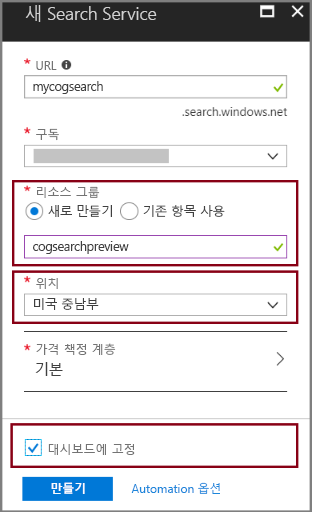 새 Search Service
* URL
mycogsearch
.search.windows.net
* 구독
* 리소스 그룹
새로 만들기 기존 항목 사용
cogsearchpreview
* 위치
미국 중남부
* 가격 책정 계층
기본
대시보드에 고정
만들기 Automation 옵션